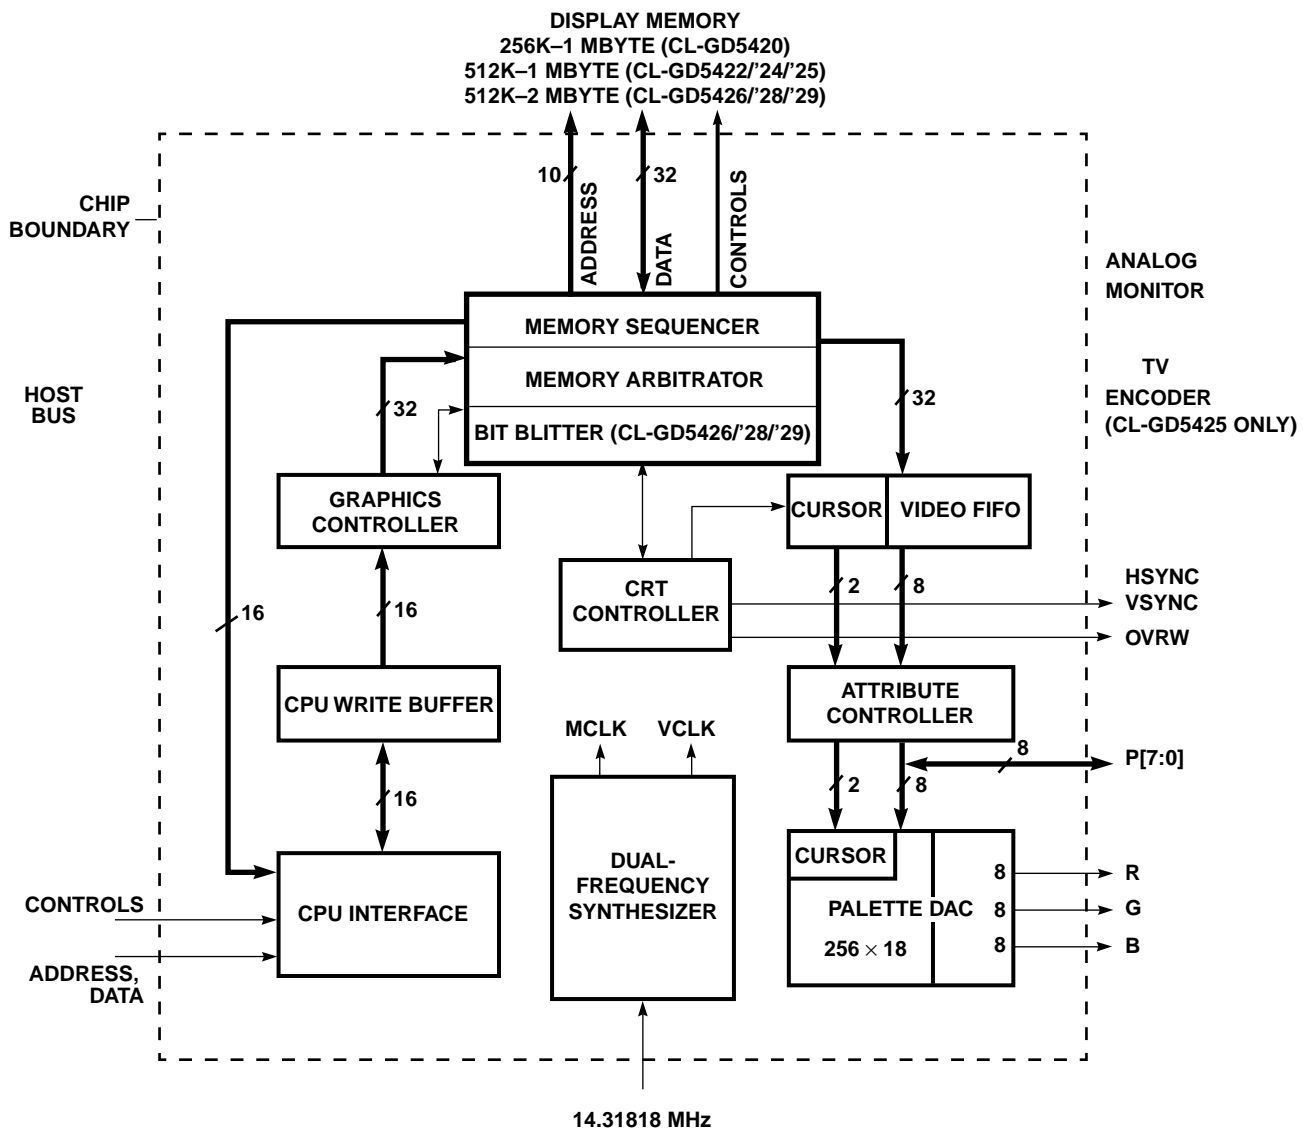 DISPLAY MEMORY
256K–1 MBYTE (CL-GD5420)
512K–1 MBYTE (CL-GD5422/’24/’25)
512K–2 MBYTE (CL-GD5426/’28/’29)
10
32
ADDRESS
DATA
CONTROLS
CHIP
BOUNDARY
ANALOG
MONITOR
HOST
BUS
TV
ENCODER
(CL-GD5425 ONLY)
MEMORY SEQUENCER
MEMORY ARBITRATOR
BIT BLITTER (CL-GD5426/’28/’29)
32
32
GRAPHICS
CONTROLLER
CURSOR
VIDEO FIFO
16
16
CRT
CONTROLLER
2
8
HSYNC
VSYNC
OVRW
CPU WRITE BUFFER
ATTRIBUTE
CONTROLLER
MCLK
VCLK
8
P[7:0]
16
2
8
CPU INTERFACE
DUAL-
FREQUENCY
SYNTHESIZER
CURSOR
PALETTE DAC
256 × 18
8
R
8
G
8
B
CONTROLS
ADDRESS,
DATA
14.31818 MHz